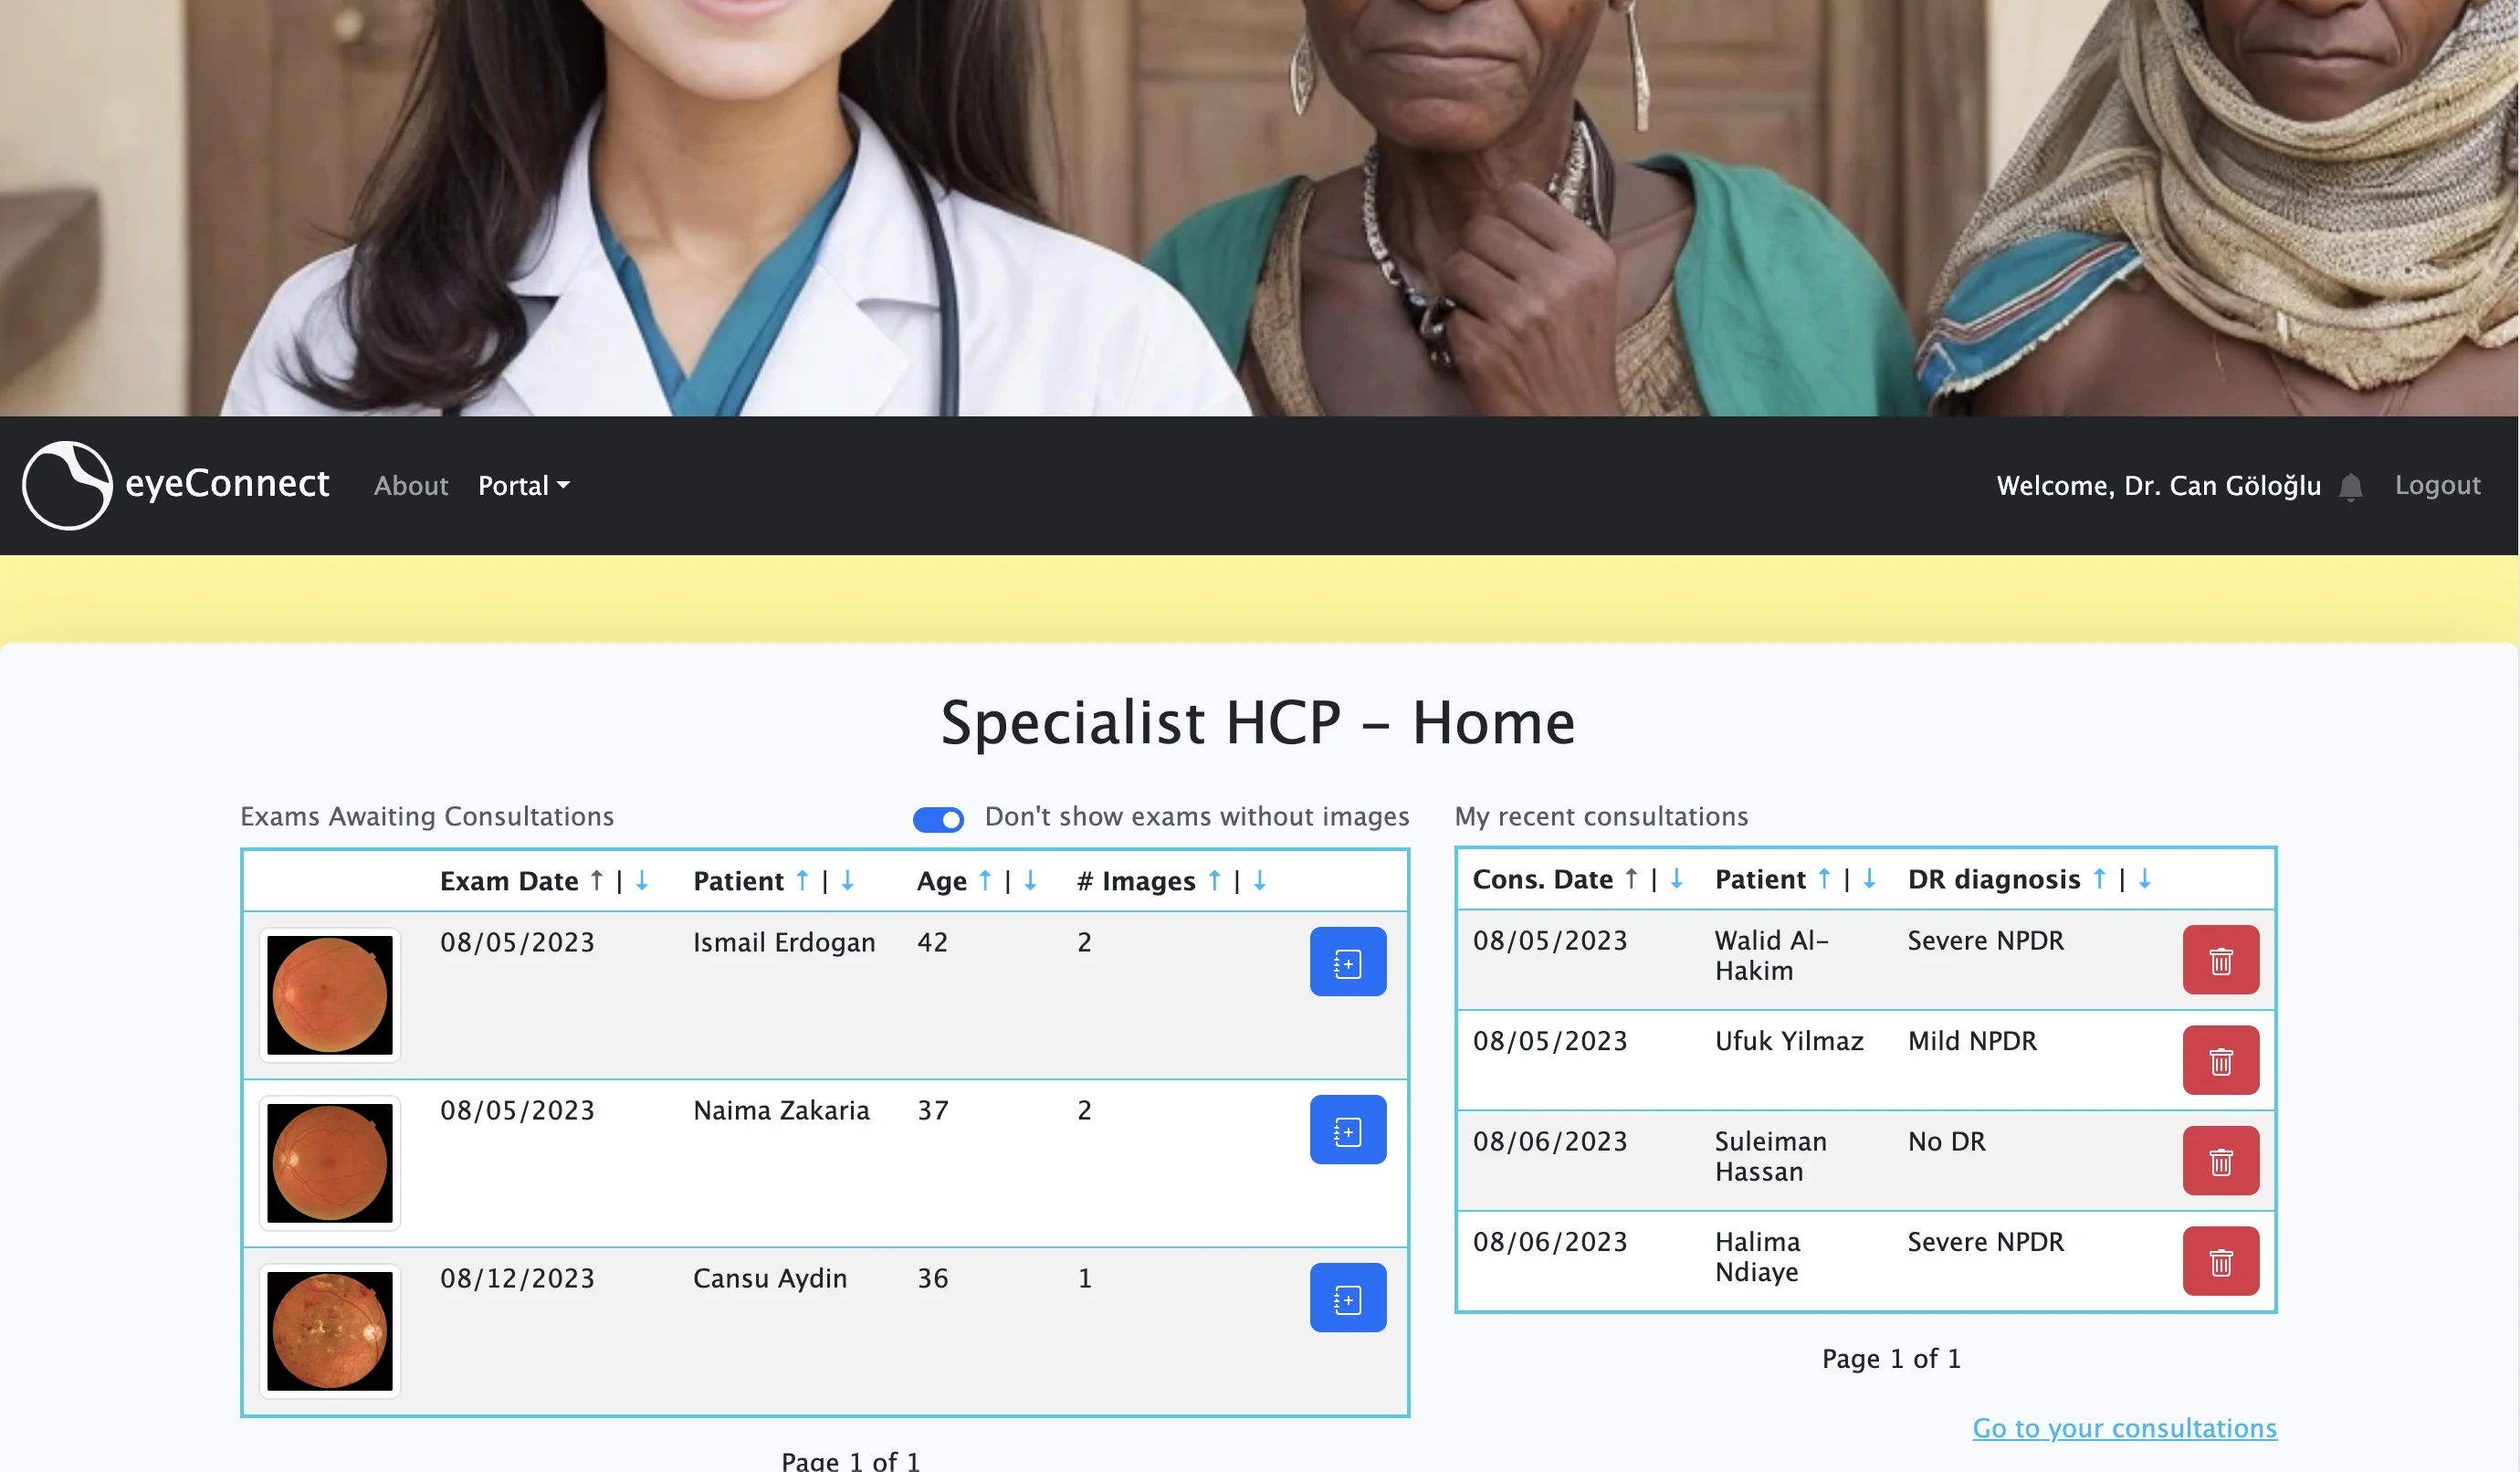 eyeConnect About Portal Welcome, Dr. Can Göloğlu Logout
Specialist HCP – Home
Exams Awaiting Consultations Don't show exams without images
Exam Date ↑ | ↓ Patient ↑ | ↓ Age ↑ | ↓ # Images ↑ | ↓
08/05/2023 Ismail Erdogan 42 2
08/05/2023 Naima Zakaria 37 2
08/12/2023 Cansu Aydin 36 1
Page 1 of 1
My recent consultations
Cons. Date ↑ | ↓ Patient ↑ | ↓ DR diagnosis ↑ | ↓
08/05/2023 Walid Al-
Hakim Severe NPDR
08/05/2023 Ufuk Yilmaz Mild NPDR
08/06/2023 Suleiman
Hassan No DR
08/06/2023 Halima
Ndiaye Severe NPDR
Page 1 of 1
Go to your consultations